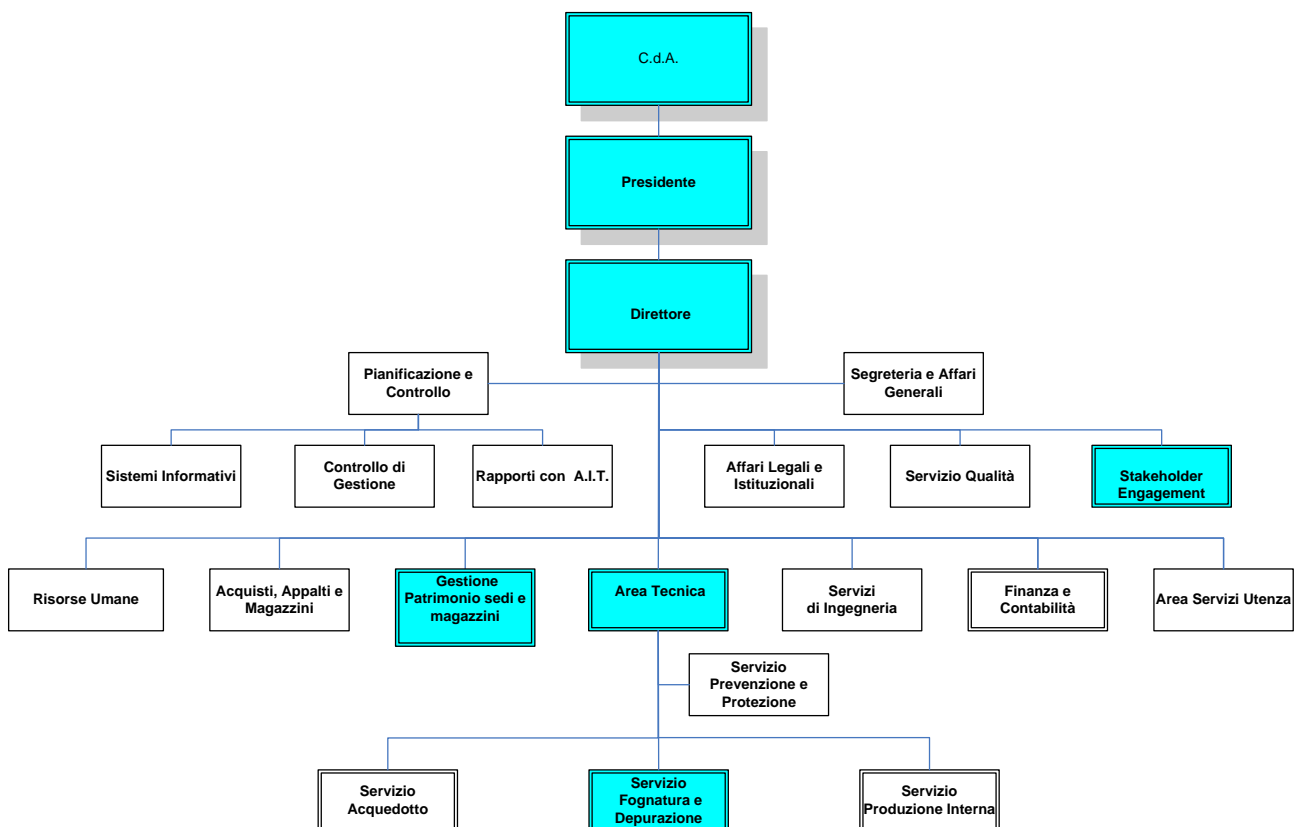 C.d.A.
Presidente
Direttore
Pianificazione e
Controllo
Segreteria e Affari
Generali
Sistemi Informativi
Controllo di
Gestione
Rapporti con A.I.T.
Affari Legali e
Istituzionali
Servizio Qualità
Stakeholder
Engagement
Risorse Umane
Acquisti, Appalti e
Magazzini
Gestione
Patrimonio sedi e
magazzini
Area Tecnica
Servizi
di Ingegneria
Finanza e
Contabilità
Area Servizi Utenza
Servizio
Prevenzione e
Protezione
Servizio
Acquedotto
Servizio
Fognatura e
Depurazione
Servizio
Produzione Interna